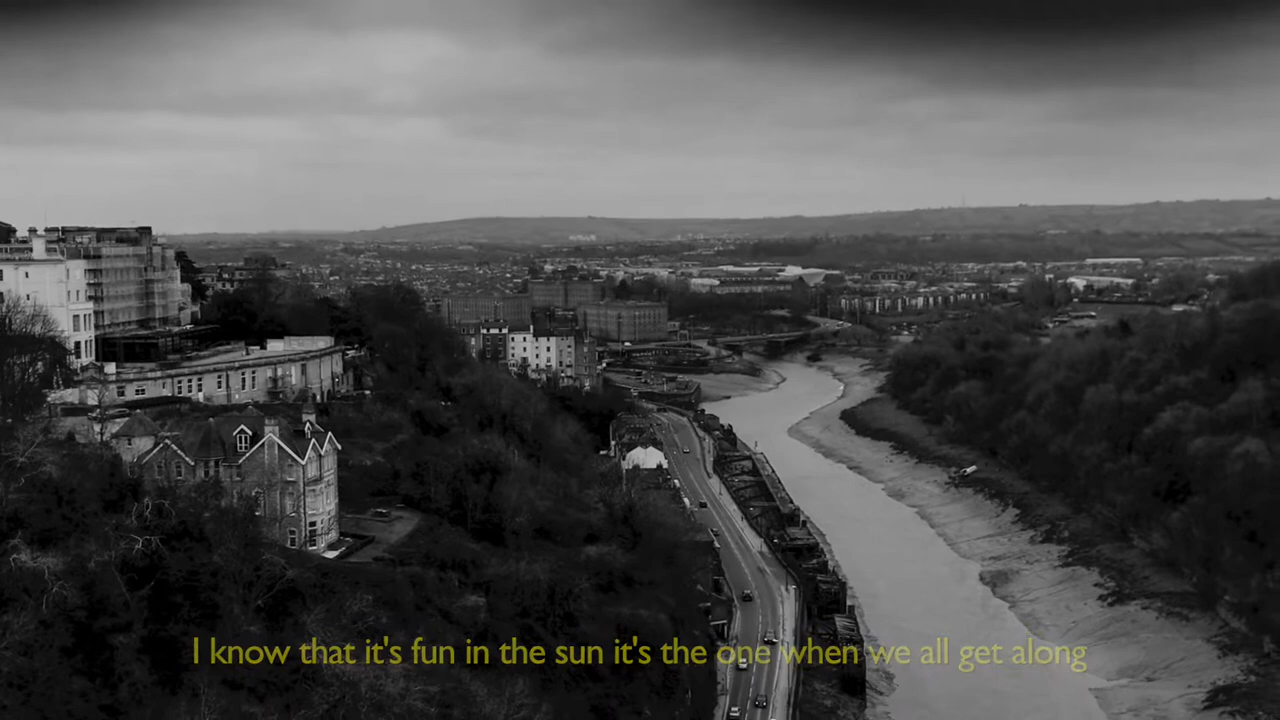 I know that it's fun in the sun it's the one when we all get along